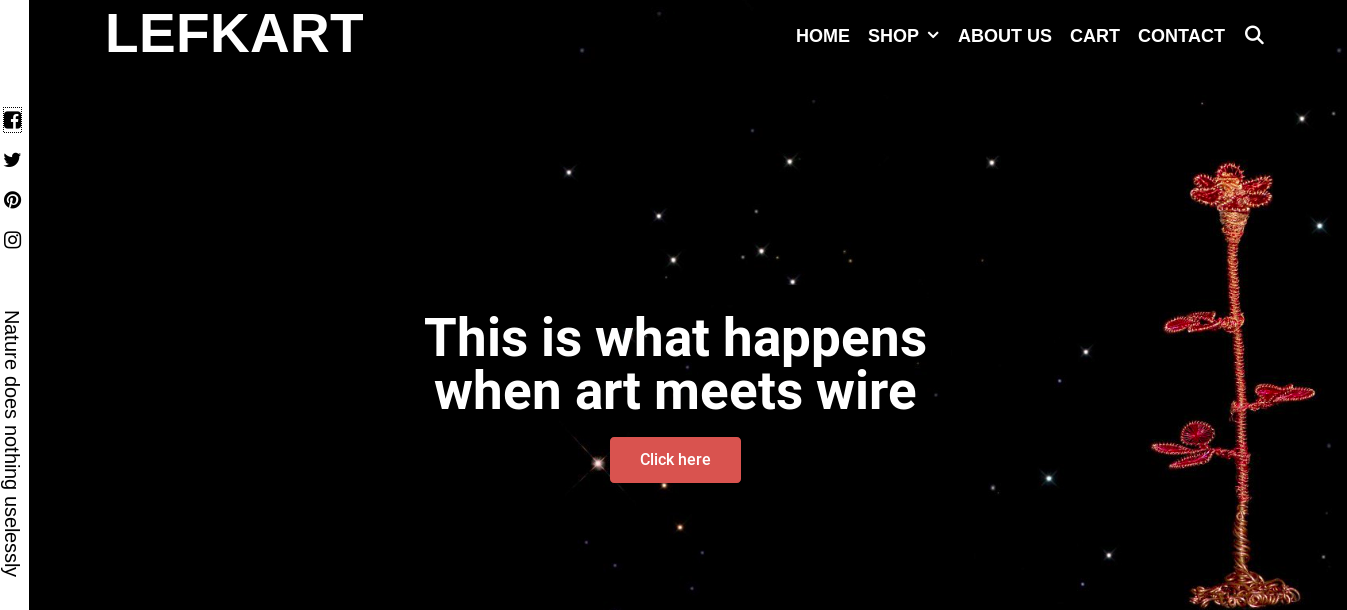 LEFKART
HOME
SHOP
ABOUT US
CART
CONTACT
Nature does nothing uselessly
This is what happens
when art meets wire
Click here